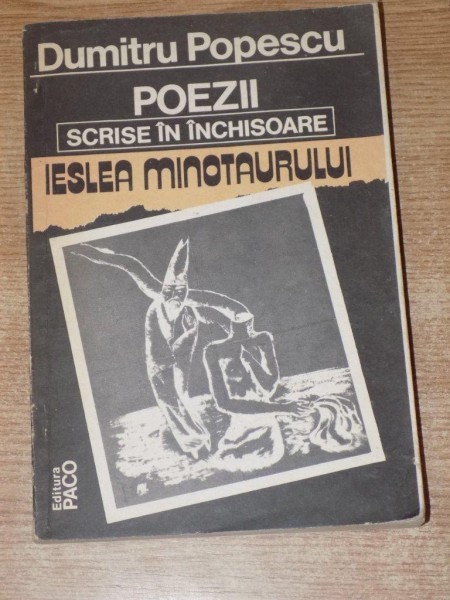 Dumitru Popescu
POEZII
SCRISE ÎN ÎNCHISOARE
IESLEA MINOTAURULUI
Editura
PACO